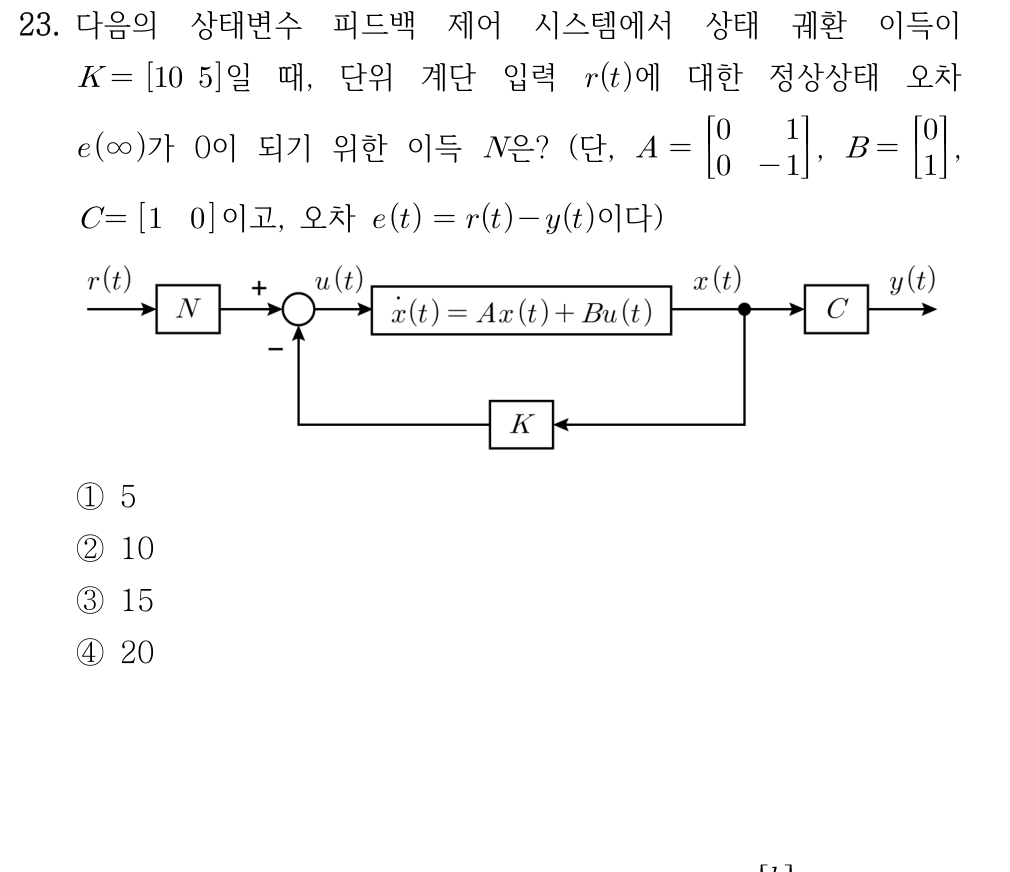 23. 다음의 상태변수 피드백 제어 시스템에서 상태 궤환 이득이
K = [10 5]일 때, 단위 계단 입력 r(t)에 대한 정상상태 오차
e(∞)가 0이 되기 위한 이득 N은? (단, A = [0 1; 0 −1], B = [0; 1],
C = [1 0]이고, 오차 e(t) = r(t) − y(t)이다)
r(t) N + − u(t) ẋ(t) = Ax(t) + Bu(t) x(t) C y(t)
K
① 5
② 10
③ 15
④ 20